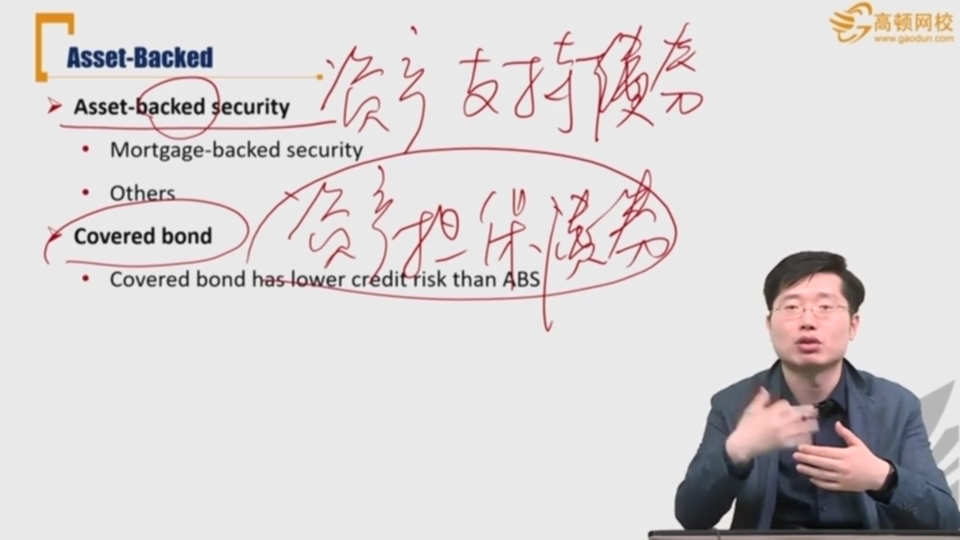 高顿网校
www.gaodun.com
Asset-Backed
Asset-backed security 资产支持债券
Mortgage-backed security
Others
Covered bond 资产担保债券
Covered bond has lower credit risk than ABS